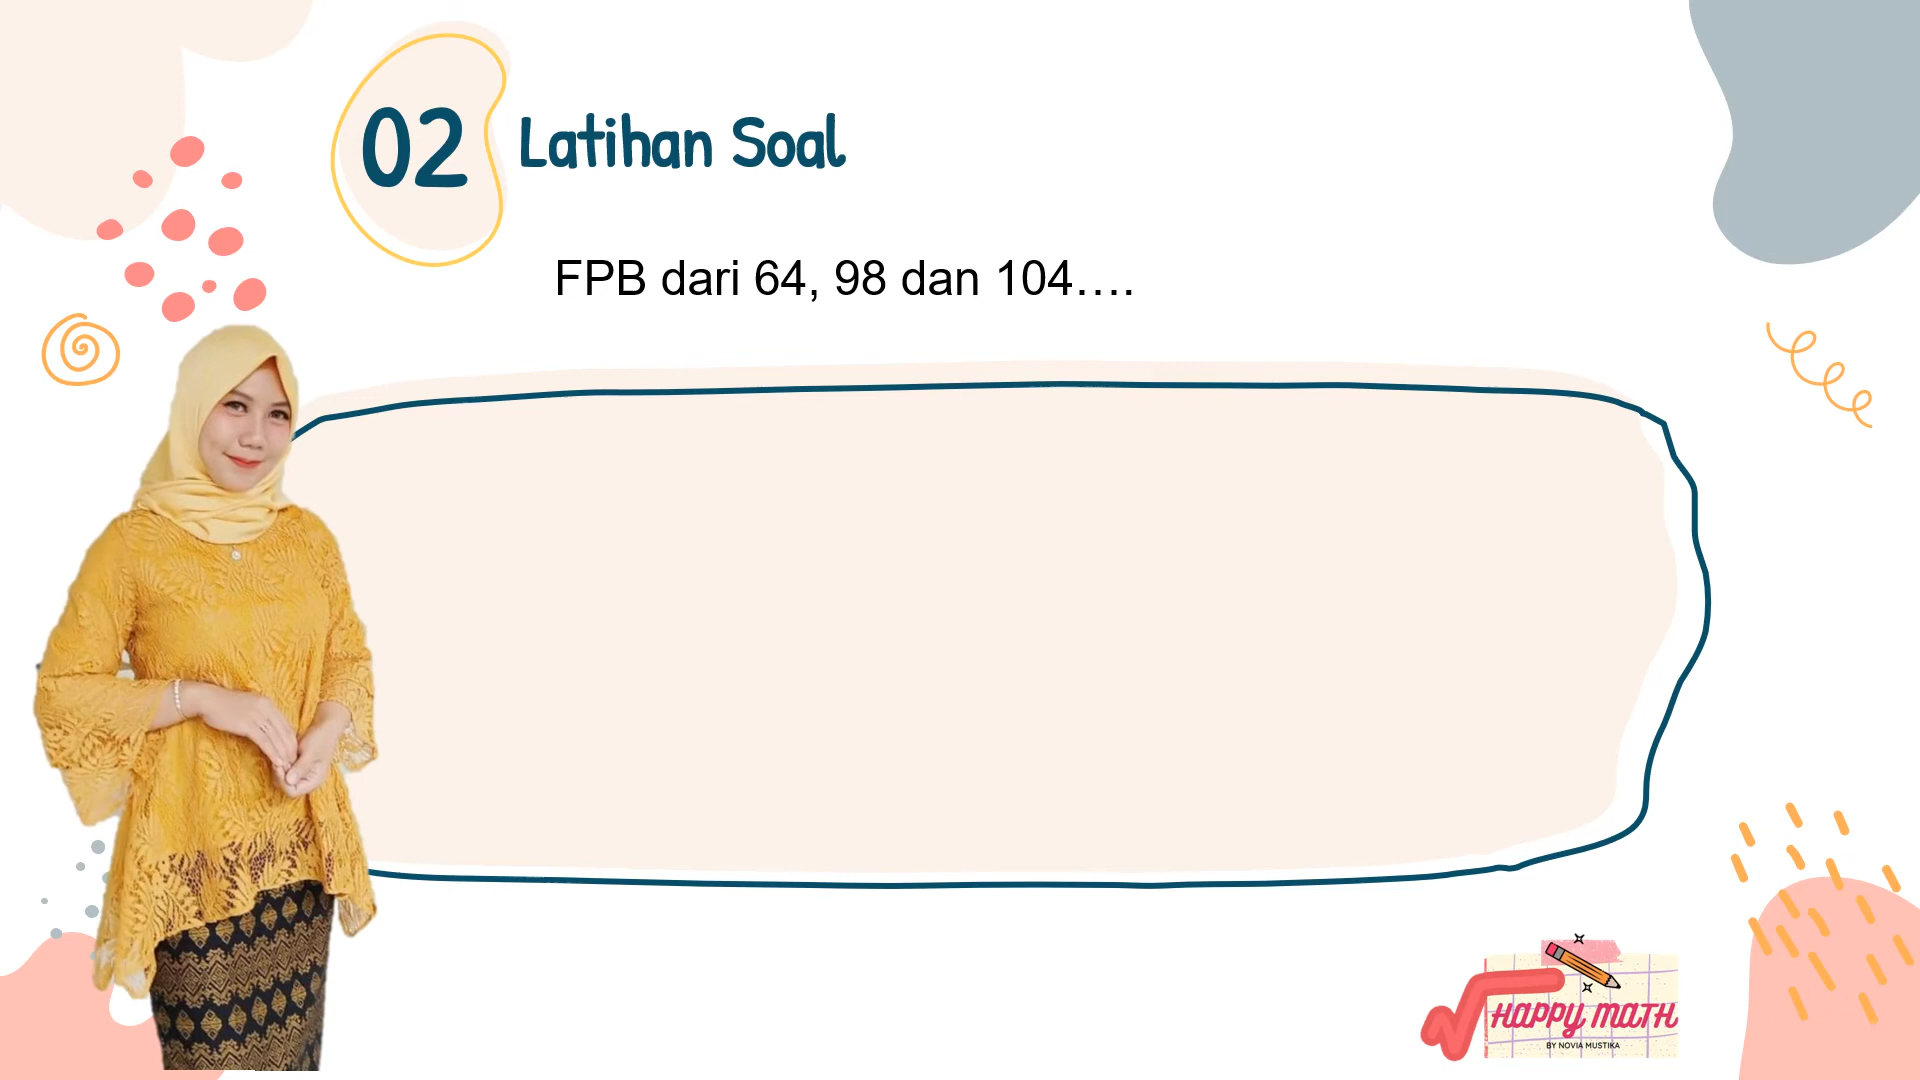 02
Latihan Soal
FPB dari 64, 98 dan 104....
HAPPY MATH
BY NOVIA MUSTIKA